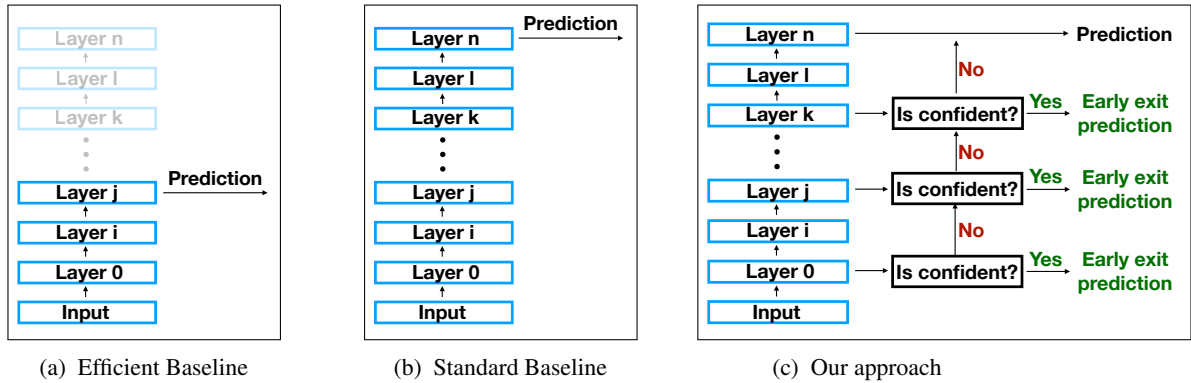 Layer n
Layer l
Layer k
Layer j
Prediction
Layer i
Layer 0
Input
(a) Efficient Baseline
Layer n
Prediction
Layer l
Layer k
Layer j
Layer i
Layer 0
Input
(b) Standard Baseline
Layer n
Prediction
No
Layer l
Layer k
Is confident?
Yes
Early exit
prediction
No
Layer j
Is confident?
Yes
Early exit
prediction
No
Layer i
Layer 0
Is confident?
Yes
Early exit
prediction
Input
(c) Our approach